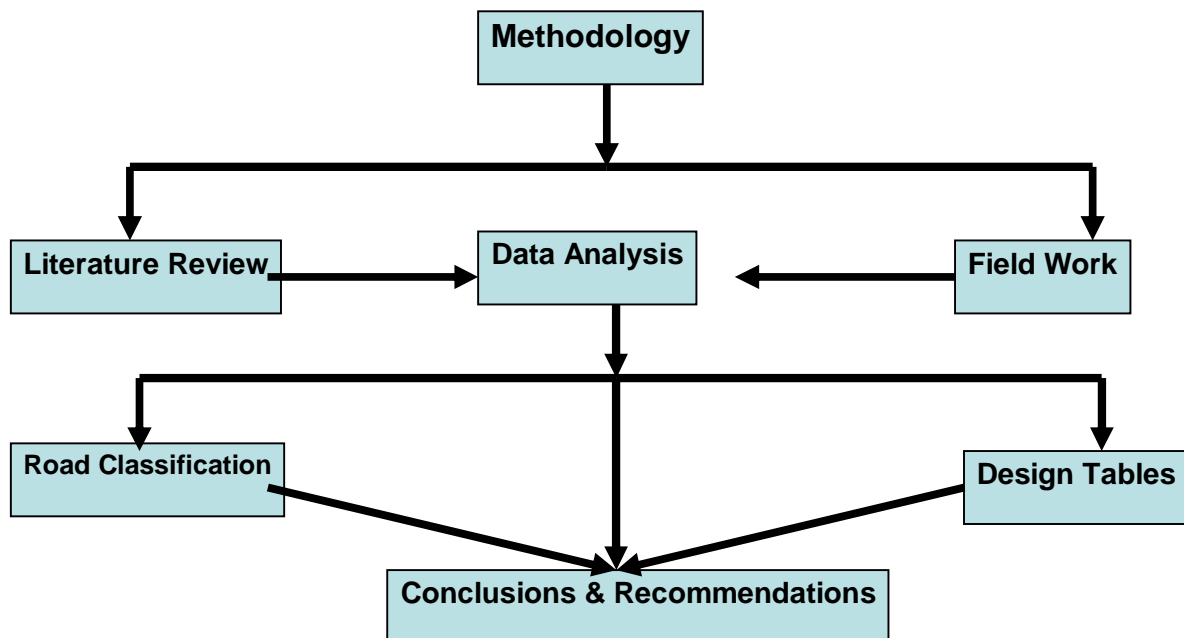 Methodology
Literature Review
Data Analysis
Field Work
Road Classification
Design Tables
Conclusions & Recommendations